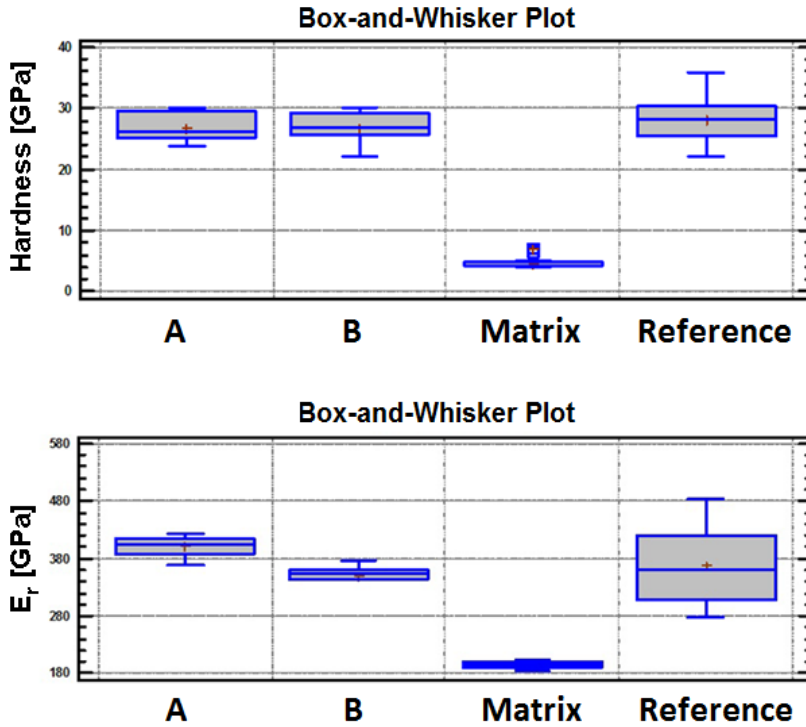 Box-and-Whisker Plot
Hardness [GPa]
40
30
20
10
0
A B Matrix Reference
Box-and-Whisker Plot
Er [GPa]
580
480
380
280
180
A B Matrix Reference